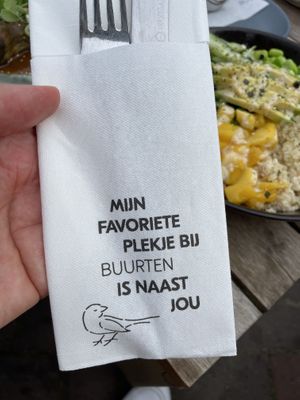 MIJN
FAVORIETE
PLEKJE BIJ
BUURTEN
IS NAAST
JOU